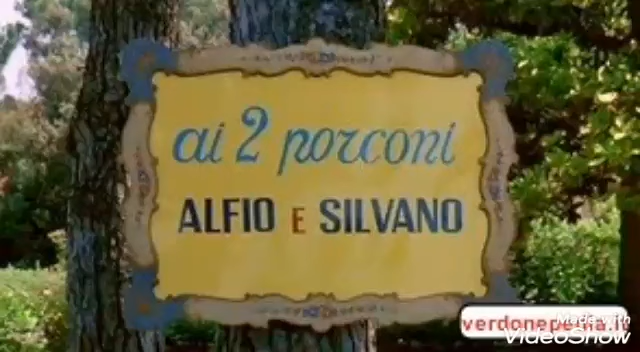 ai 2 porconi
ALFIO E SILVANO
verdonepedia.it
Made with
VideoShow